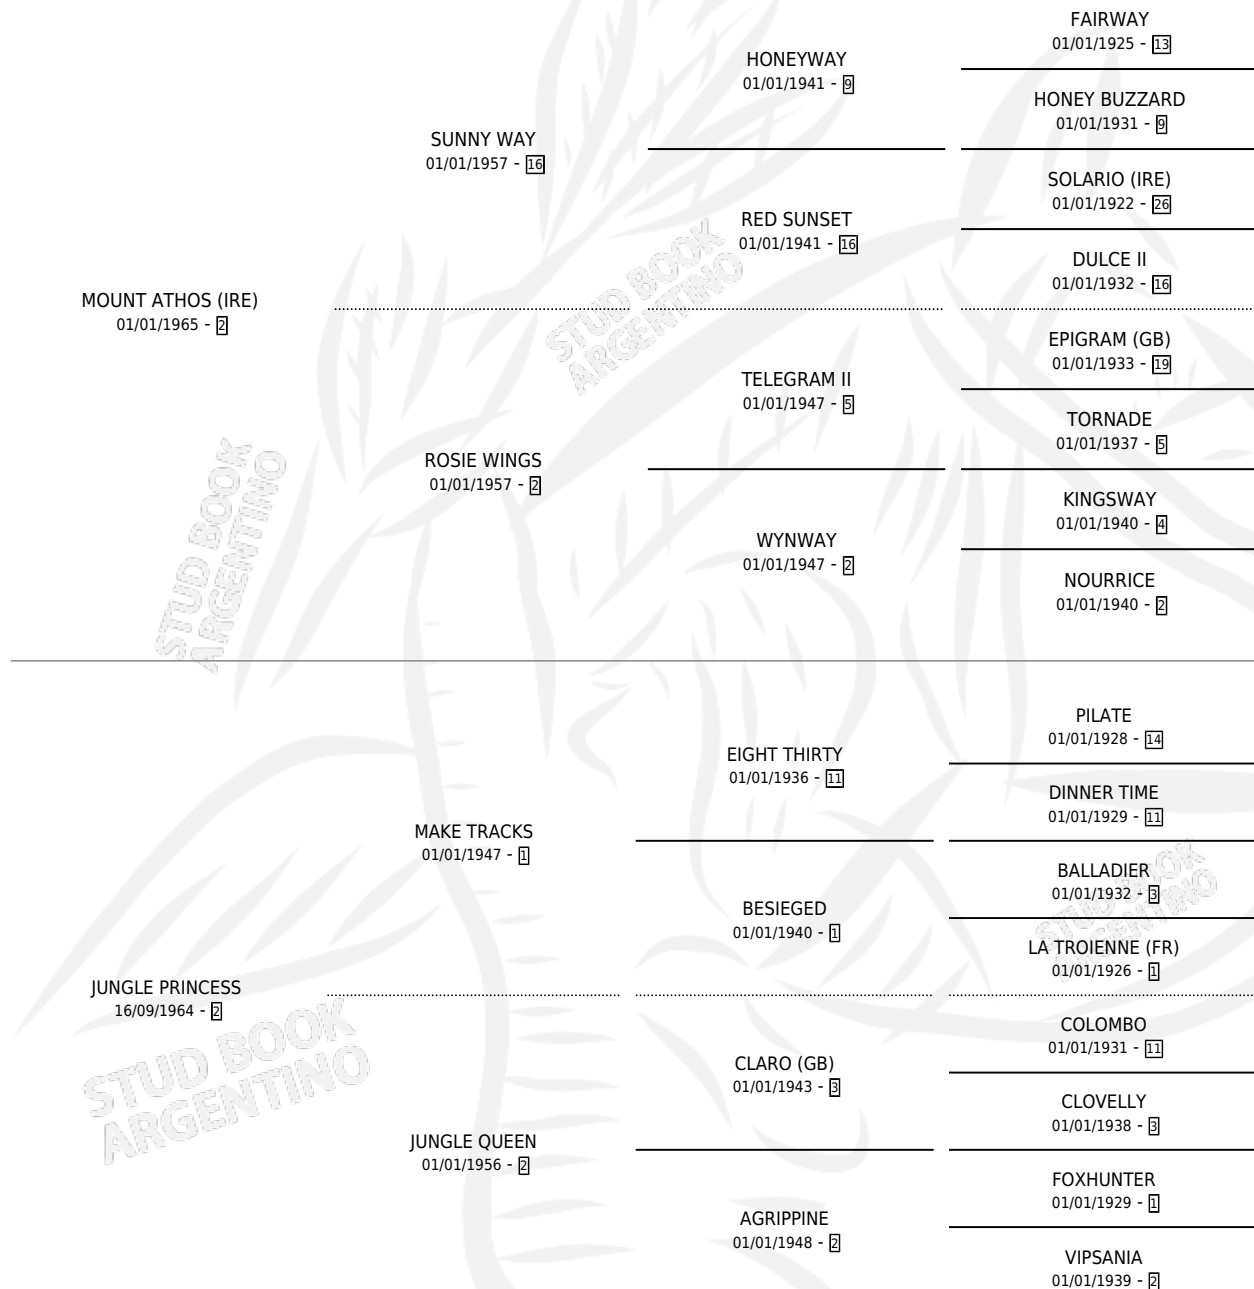 FAIRWAY
01/01/1925 - 13
HONEYWAY
01/01/1941 - 9
HONEY BUZZARD
01/01/1931 - 9
SUNNY WAY
01/01/1957 - 16
SOLARIO (IRE)
01/01/1922 - 26
RED SUNSET
01/01/1941 - 16
DULCE II
01/01/1932 - 16
MOUNT ATHOS (IRE)
01/01/1965 - 2
EPIGRAM (GB)
01/01/1933 - 19
TELEGRAM II
01/01/1947 - 5
TORNADE
01/01/1937 - 5
ROSIE WINGS
01/01/1957 - 2
KINGSWAY
01/01/1940 - 4
WYNWAY
01/01/1947 - 2
NOURRICE
01/01/1940 - 2
PILATE
01/01/1928 - 14
EIGHT THIRTY
01/01/1936 - 11
DINNER TIME
01/01/1929 - 11
MAKE TRACKS
01/01/1947 - 1
BALLADIER
01/01/1932 - 3
BESIEGED
01/01/1940 - 1
LA TROIENNE (FR)
01/01/1926 - 1
JUNGLE PRINCESS
16/09/1964 - 2
COLOMBO
01/01/1931 - 11
CLARO (GB)
01/01/1943 - 3
CLOVELLY
01/01/1938 - 3
JUNGLE QUEEN
01/01/1956 - 2
FOXHUNTER
01/01/1929 - 1
AGRIPPINE
01/01/1948 - 2
VIPSANIA
01/01/1939 - 2
STUD BOOK
ARGENTINO
STUD BOOK
ARGENTINO
STUD BOOK
ARGENTINO
STUD BOOK
ARGENTINO